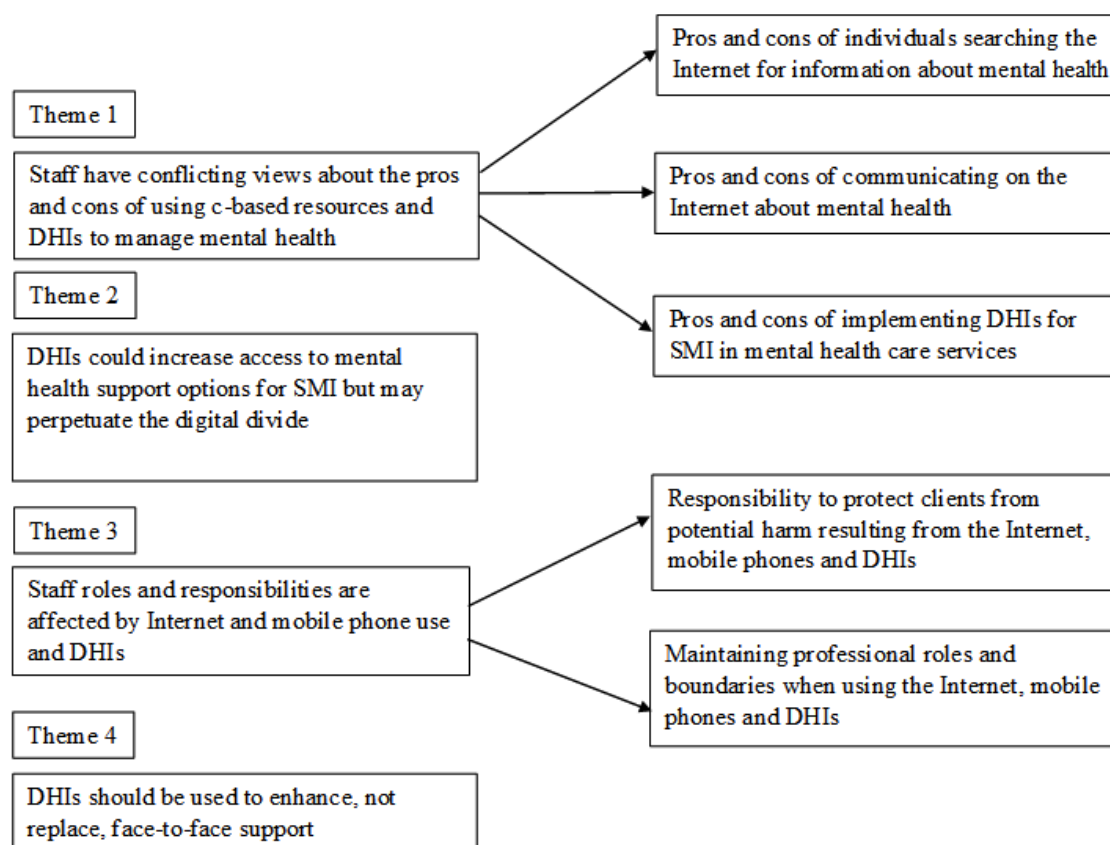 Theme 1
Staff have conflicting views about the pros
and cons of using c-based resources and
DHIs to manage mental health
Pros and cons of individuals searching the
Internet for information about mental health
Pros and cons of communicating on the
Internet about mental health
Pros and cons of implementing DHIs for
SMI in mental health care services
Theme 2
DHIs could increase access to mental
health support options for SMI but may
perpetuate the digital divide
Theme 3
Staff roles and responsibilities are
affected by Internet and mobile phone use
and DHIs
Responsibility to protect clients from
potential harm resulting from the Internet,
mobile phones and DHIs
Maintaining professional roles and
boundaries when using the Internet, mobile
phones and DHIs
Theme 4
DHIs should be used to enhance, not
replace, face-to-face support